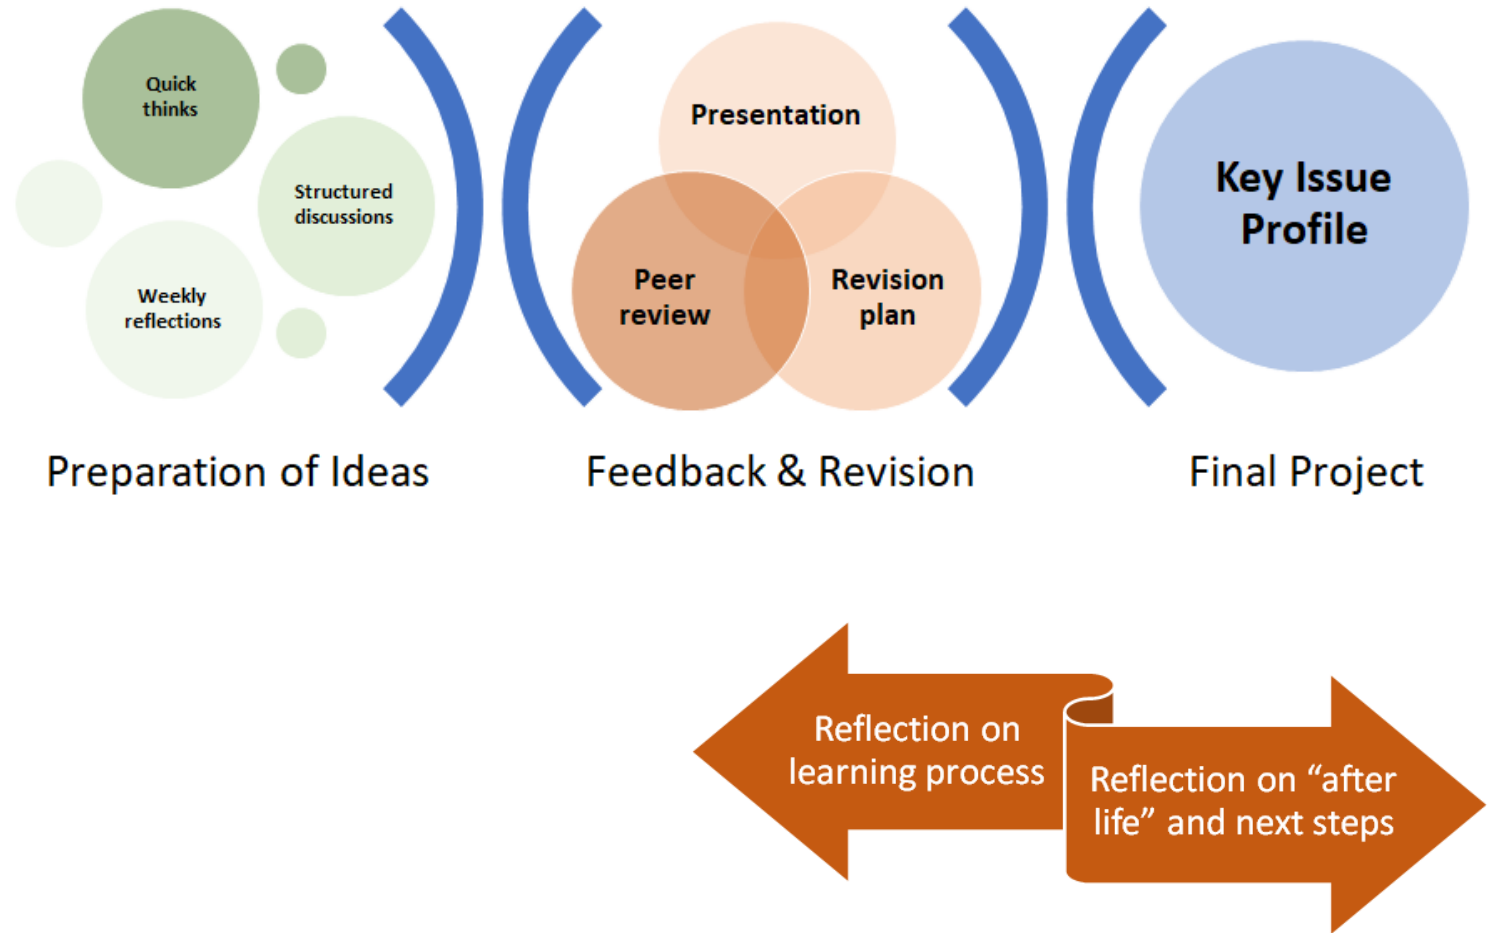 Quick
thinks
Structured
discussions
Weekly
reflections
Preparation of Ideas
Presentation
Peer
review
Revision
plan
Feedback & Revision
Key Issue
Profile
Final Project
Reflection on
learning process
Reflection on “after
life” and next steps